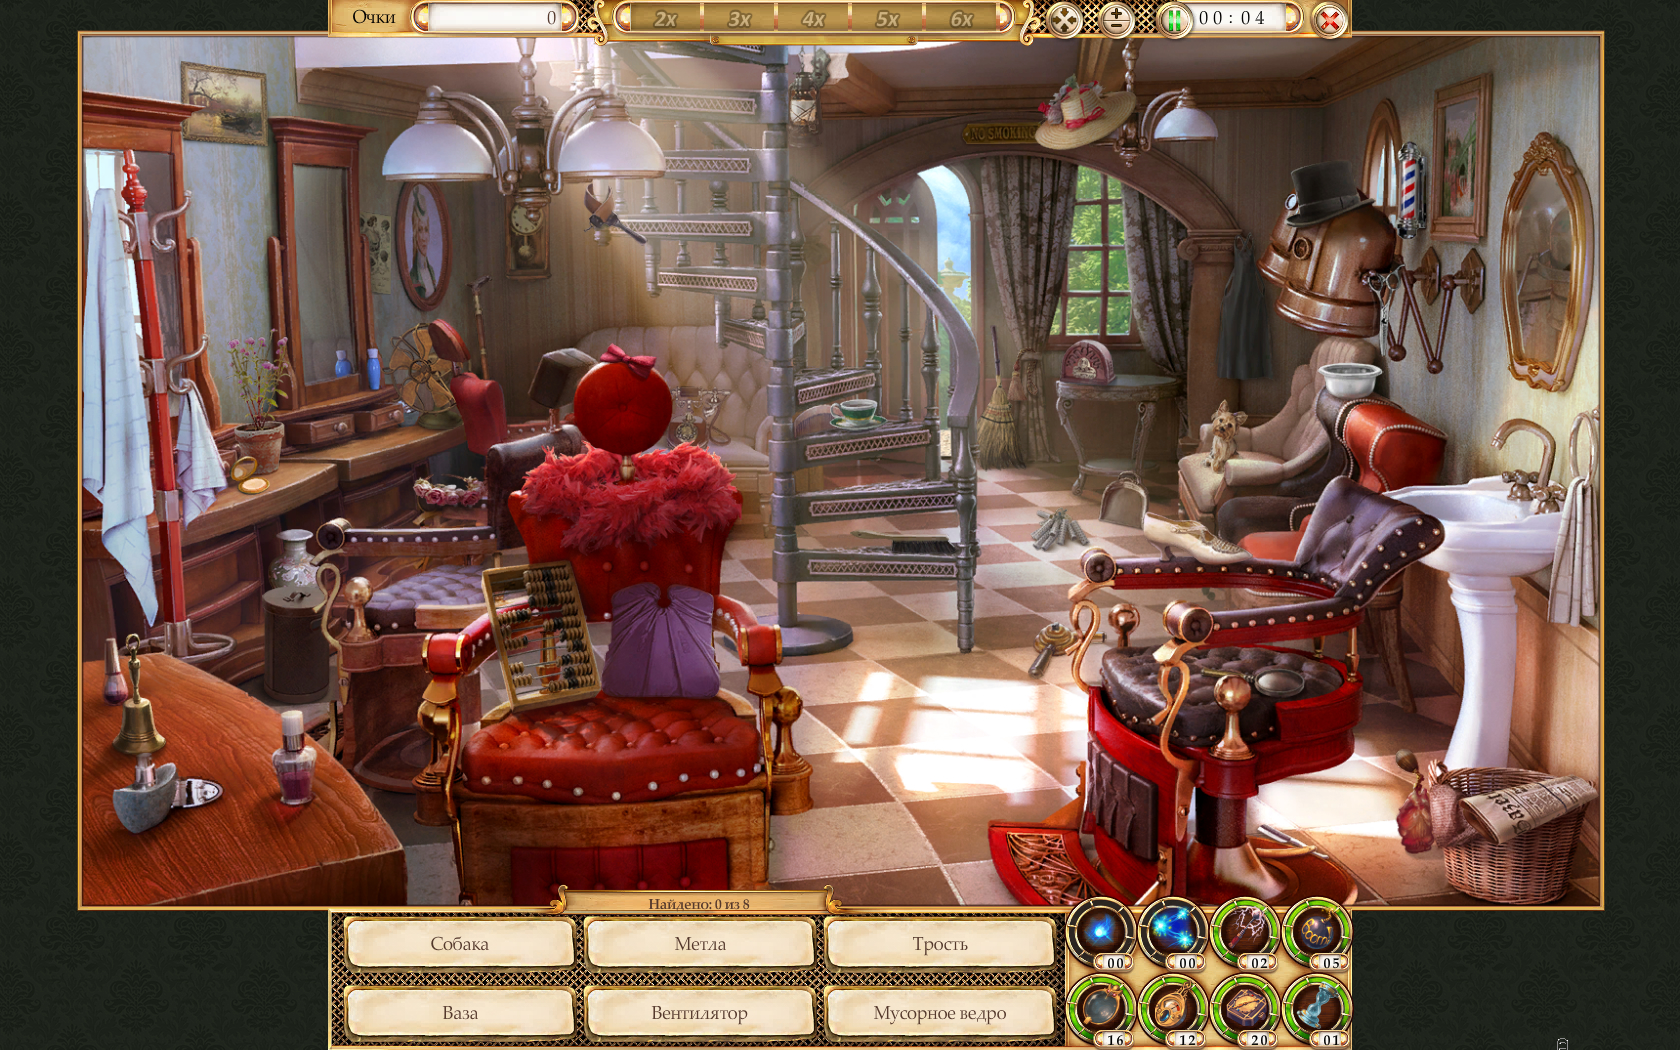 Очки
0
2x 3x 4x 5x 6x
00:04
NO SMOKING
Газе
Найдено: 0 из 8
Собака
Метла
Трость
00
00
02
05
Ваза
Вентилятор
Мусорное ведро
16
12
20
01